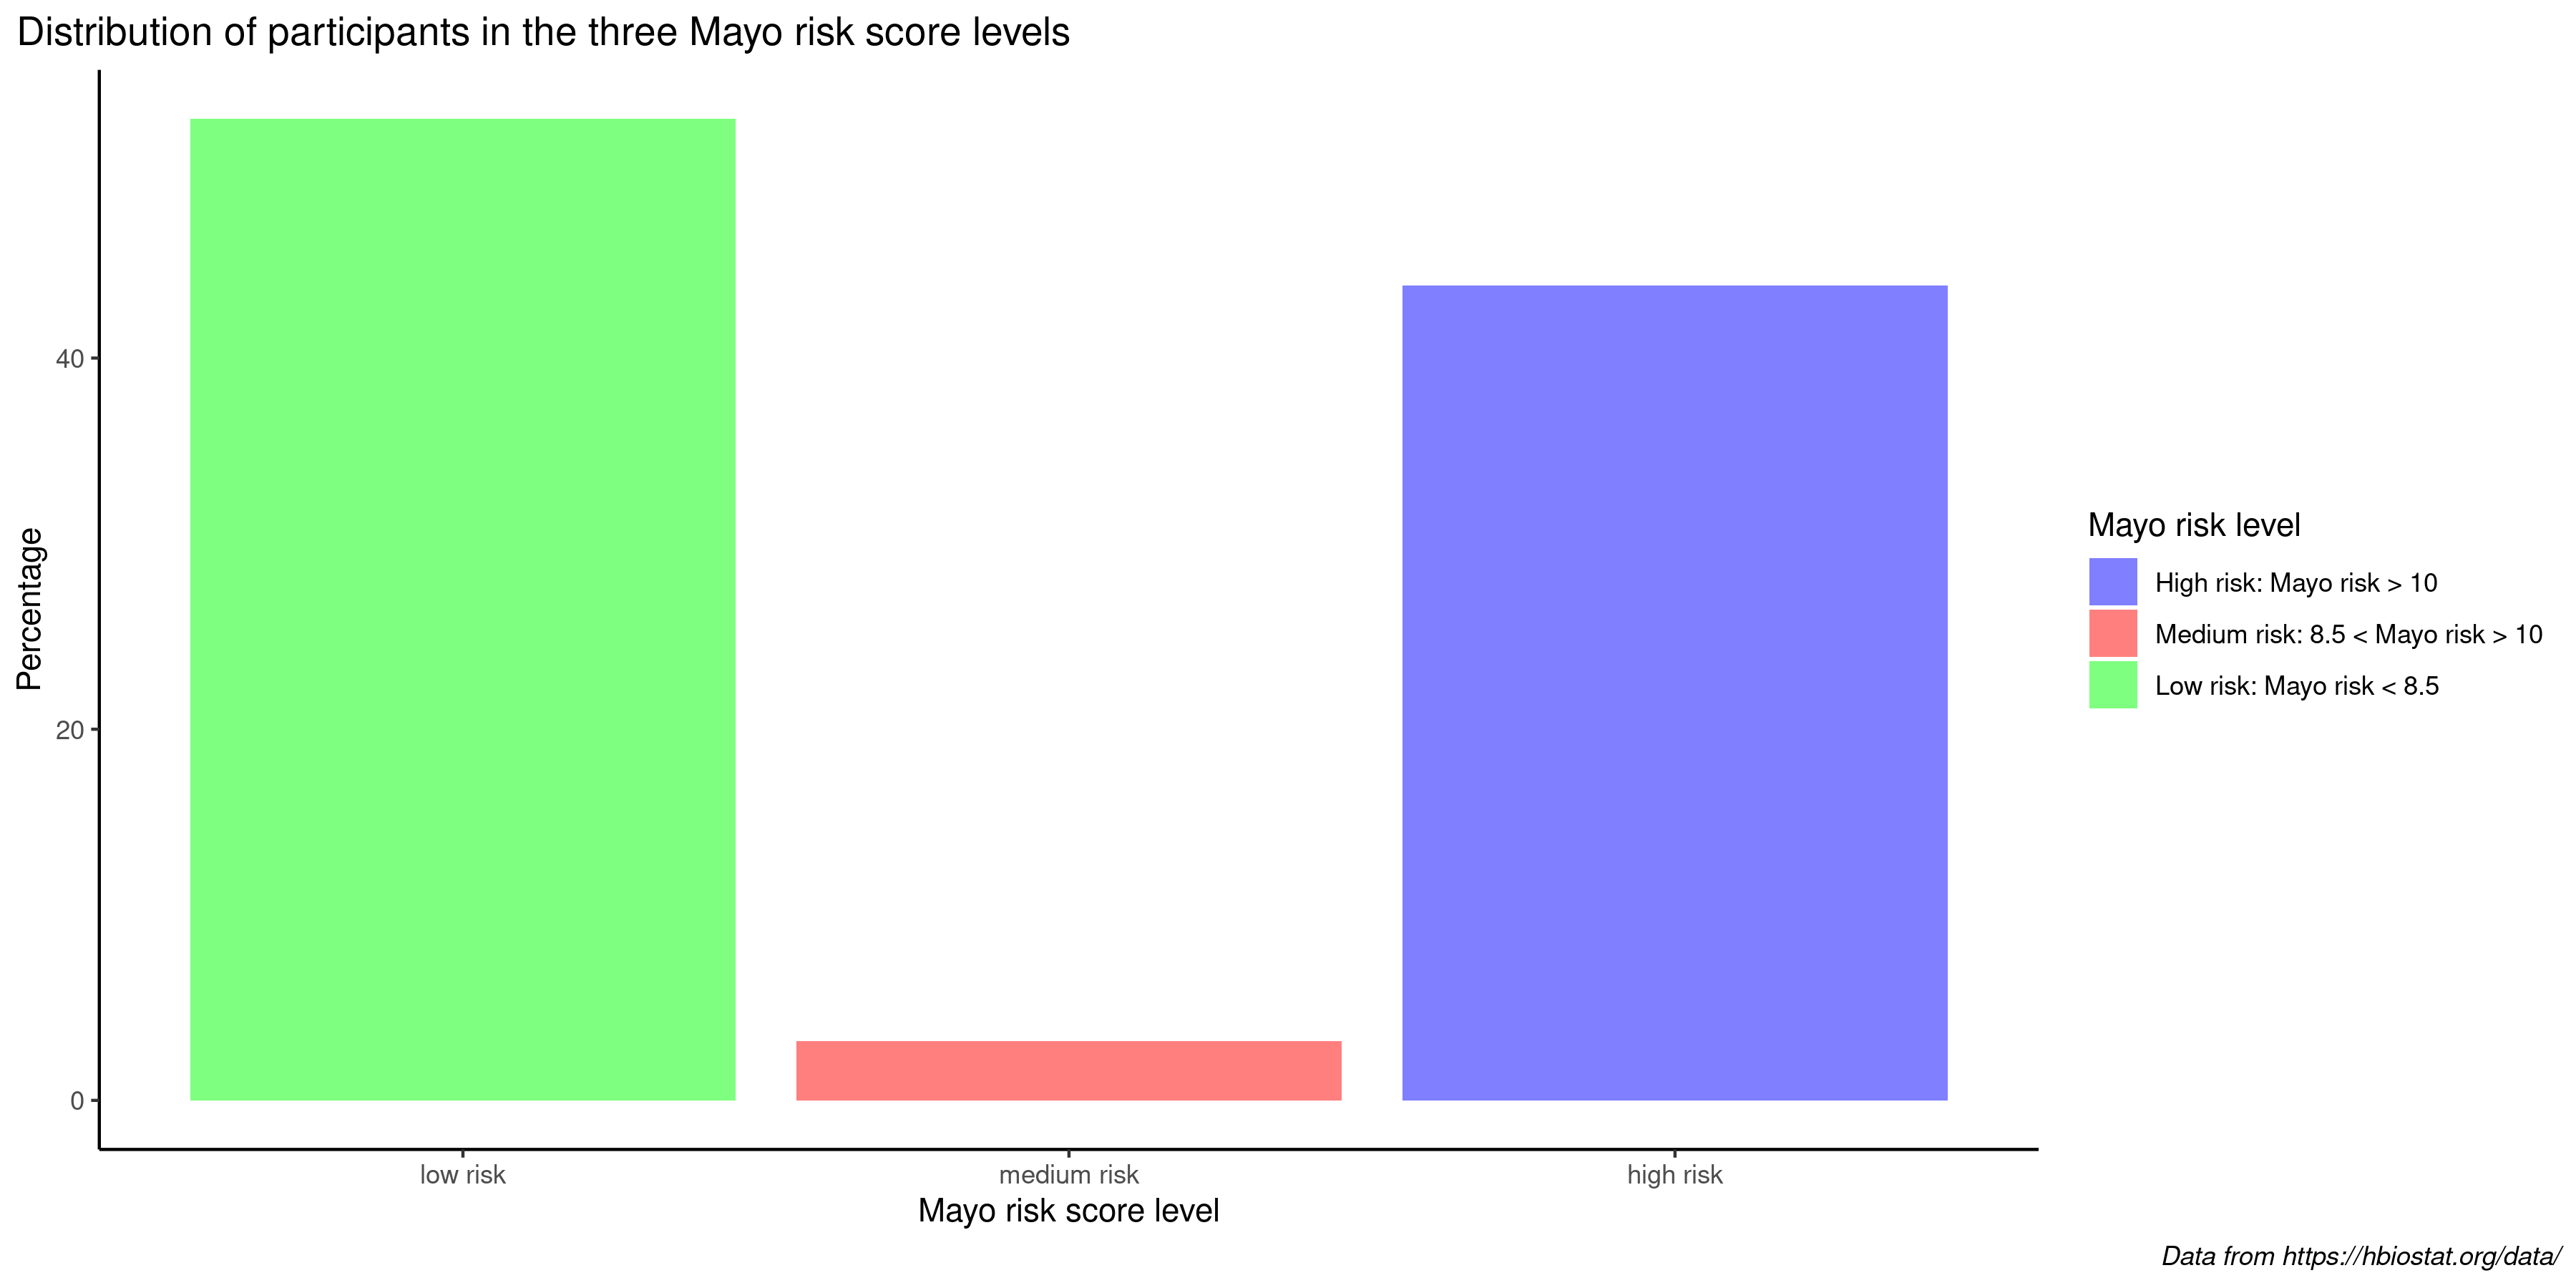 Distribution of participants in the three Mayo risk score levels
Percentage
40
20
0
low risk
medium risk
high risk
Mayo risk score level
Mayo risk level
High risk: Mayo risk > 10
Medium risk: 8.5 < Mayo risk > 10
Low risk: Mayo risk < 8.5
Data from https://hbiostat.org/data/